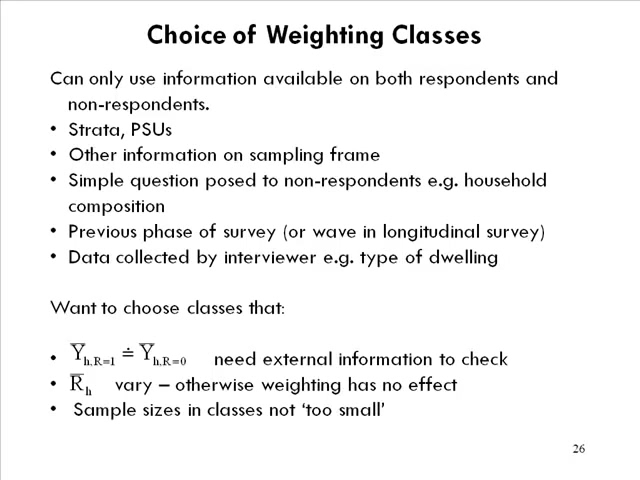 Choice of Weighting Classes
Can only use information available on both respondents and
non-respondents.
• Strata, PSUs
• Other information on sampling frame
• Simple question posed to non-respondents e.g. household
composition
• Previous phase of survey (or wave in longitudinal survey)
• Data collected by interviewer e.g. type of dwelling
Want to choose classes that:
• Y̅h,R=1 ≐ Y̅h,R=0 need external information to check
• R̅h vary – otherwise weighting has no effect
• Sample sizes in classes not ‘too small’
26